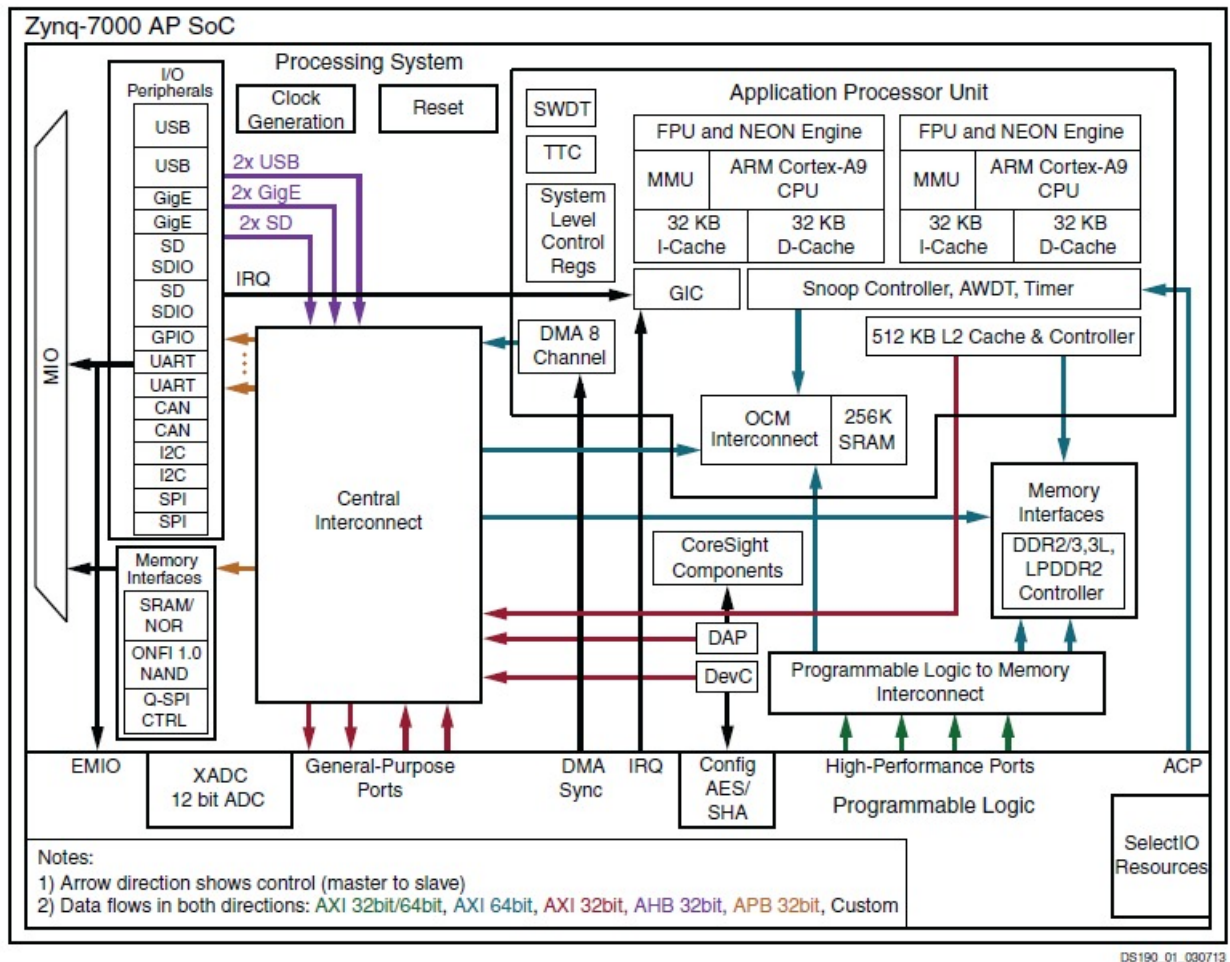 Zynq-7000 AP SoC
Processing System
I/O
Peripherals
USB
USB
GigE
GigE
SD
SDIO
SD
SDIO
GPIO
UART
UART
CAN
CAN
I2C
I2C
SPI
SPI
MIO
Clock
Generation
Reset
2x USB
2x GigE
2x SD
IRQ
Application Processor Unit
SWDT
TTC
System
Level
Control
Regs
FPU and NEON Engine
MMU
ARM Cortex-A9
CPU
32 KB
I-Cache
32 KB
D-Cache
FPU and NEON Engine
MMU
ARM Cortex-A9
CPU
32 KB
I-Cache
32 KB
D-Cache
GIC
Snoop Controller, AWDT, Timer
DMA 8
Channel
512 KB L2 Cache & Controller
OCM
Interconnect
256K
SRAM
Central
Interconnect
Memory
Interfaces
DDR2/3,3L,
LPDDR2
Controller
CoreSight
Components
DAP
DevC
Programmable Logic to Memory
Interconnect
Memory
Interfaces
SRAM/
NOR
ONFI 1.0
NAND
Q-SPI
CTRL
EMIO
XADC
12 bit ADC
General-Purpose
Ports
DMA
Sync
IRQ
Config
AES/
SHA
High-Performance Ports
ACP
Programmable Logic
SelectIO
Resources
Notes:
1) Arrow direction shows control (master to slave)
2) Data flows in both directions: AXI 32bit/64bit, AXI 64bit, AXI 32bit, AHB 32bit, APB 32bit, Custom
DS190_01_030713